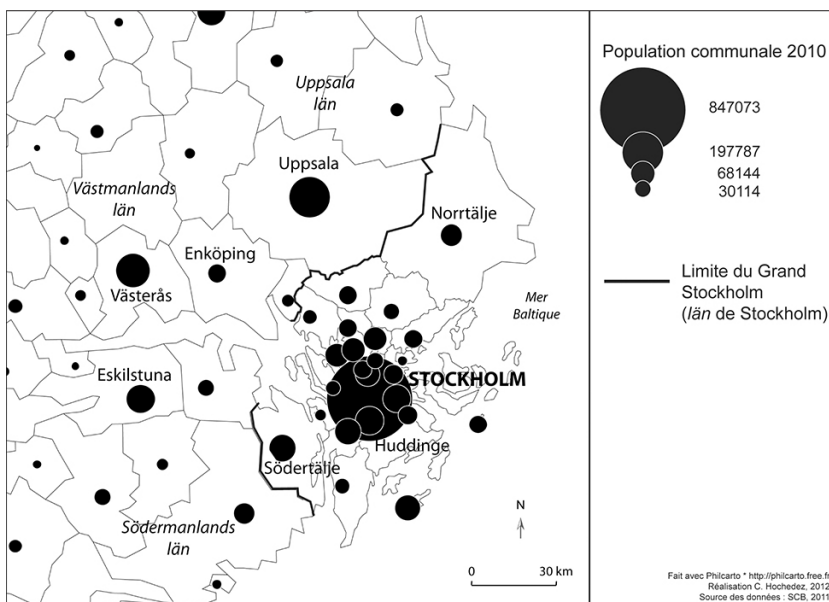 Uppsala
län
Uppsala
Västmanlands
län
Norrtälje
Enköping
Västerås
Mer
Baltique
Eskilstuna
STOCKHOLM
Huddinge
Södertälje
Södermanlands
län
N
0 30 km
Population communale 2010
847073
197787
68144
30114
Limite du Grand
Stockholm
(län de Stockholm)
Fait avec Philcarto * http://philcarto.free.fr
Réalisation C. Hochedez, 2012
Source des données : SCB, 2011